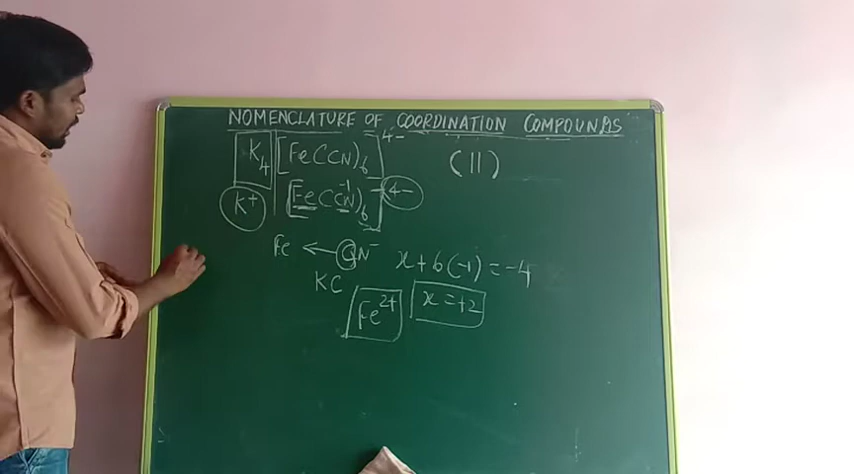 NOMENCLATURE OF COORDINATION COMPOUNDS
K4 [Fe(CN)6]4-
(II)
K+ [Fe(CN)6]4-
-1
Fe ← CN-
x+6(-1)=-4
KC
Fe2+
x=+2